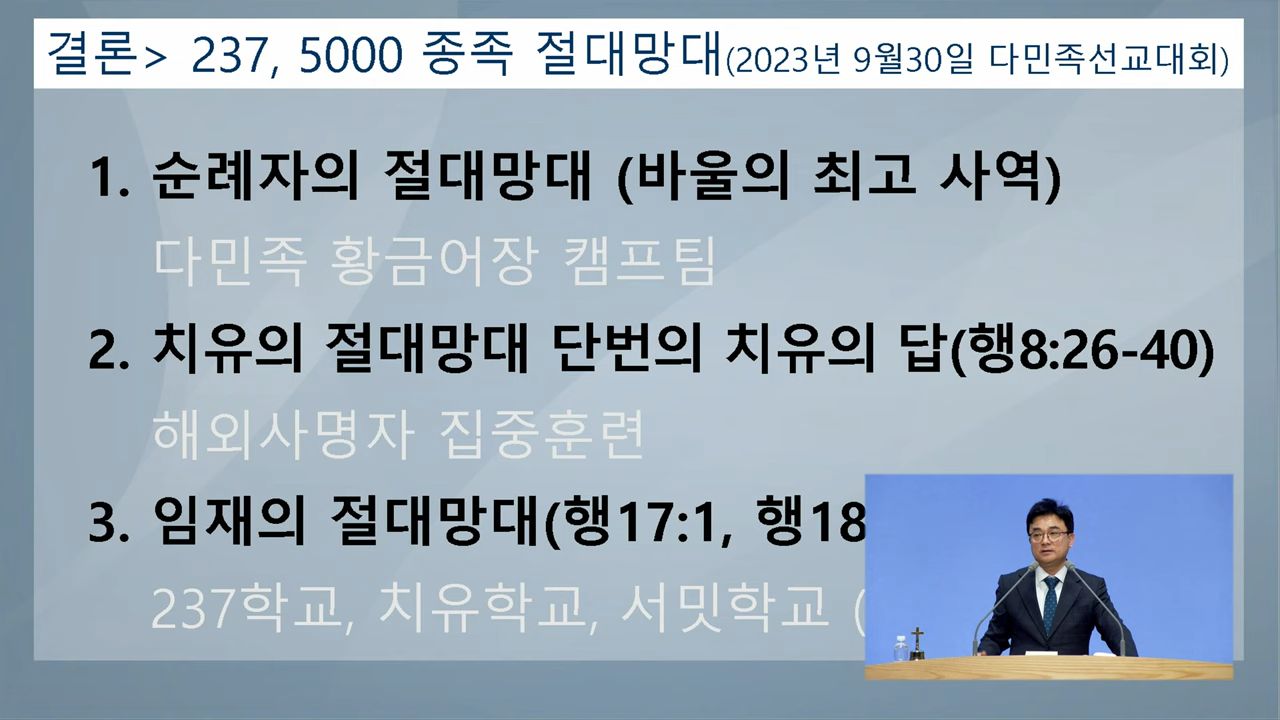 결론> 237, 5000 종족 절대망대(2023년 9월30일 다민족선교대회)
1. 순례자의 절대망대 (바울의 최고 사역)
다민족 황금어장 캠프팀
2. 치유의 절대망대 단번의 치유의 답(행8:26-40)
해외사명자 집중훈련
3. 임재의 절대망대(행17:1, 행18
237학교, 치유학교, 서밋학교 (